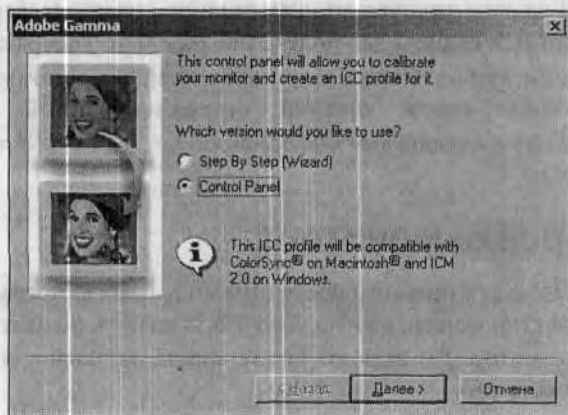 Adobe Gamma
This control panel will allow you to calibrate
your monitor and create an ICC profile for it.
Which version would you like to use?
Step By Step (Wizard)
Control Panel
This ICC profile will be compatible with
ColorSync® on Macintosh® and ICM
2.0 on Windows.
< Назад
Далее >
Отмена